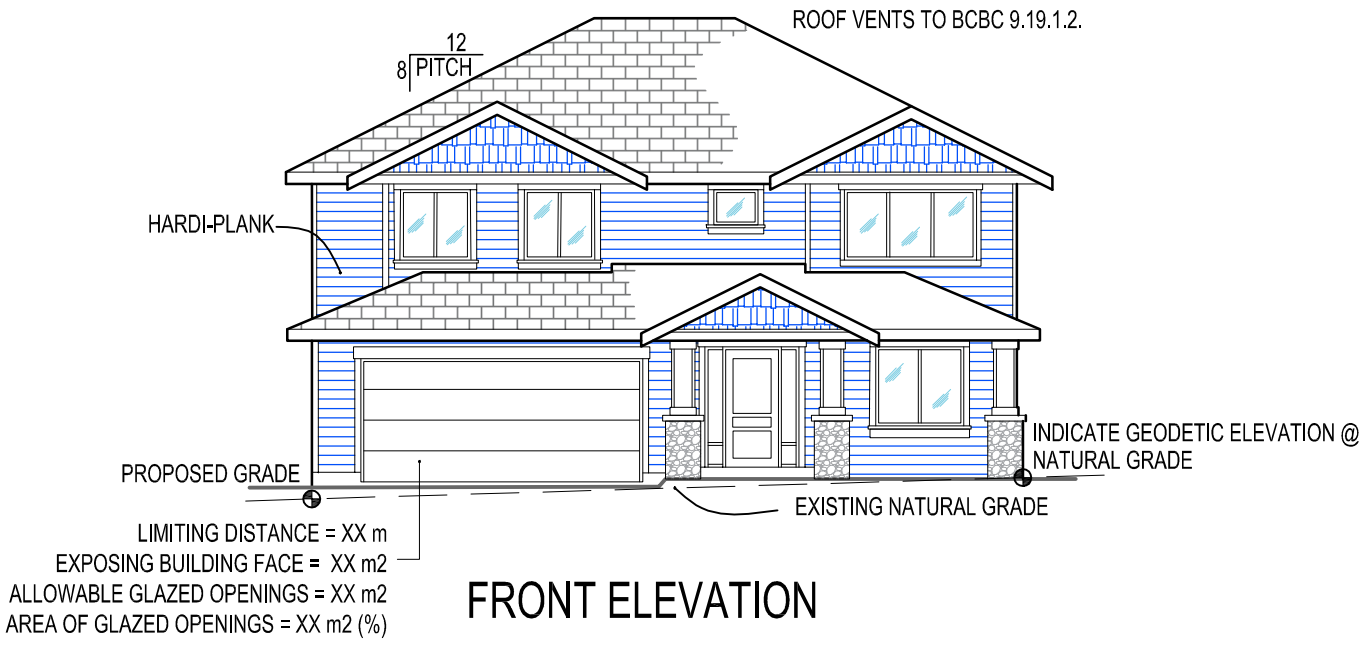 ROOF VENTS TO BCBC 9.19.1.2.
12
8 PITCH
HARDI-PLANK
PROPOSED GRADE
INDICATE GEODETIC ELEVATION @
NATURAL GRADE
EXISTING NATURAL GRADE
LIMITING DISTANCE = XX m
EXPOSING BUILDING FACE = XX m2
ALLOWABLE GLAZED OPENINGS = XX m2
AREA OF GLAZED OPENINGS = XX m2 (%)
FRONT ELEVATION